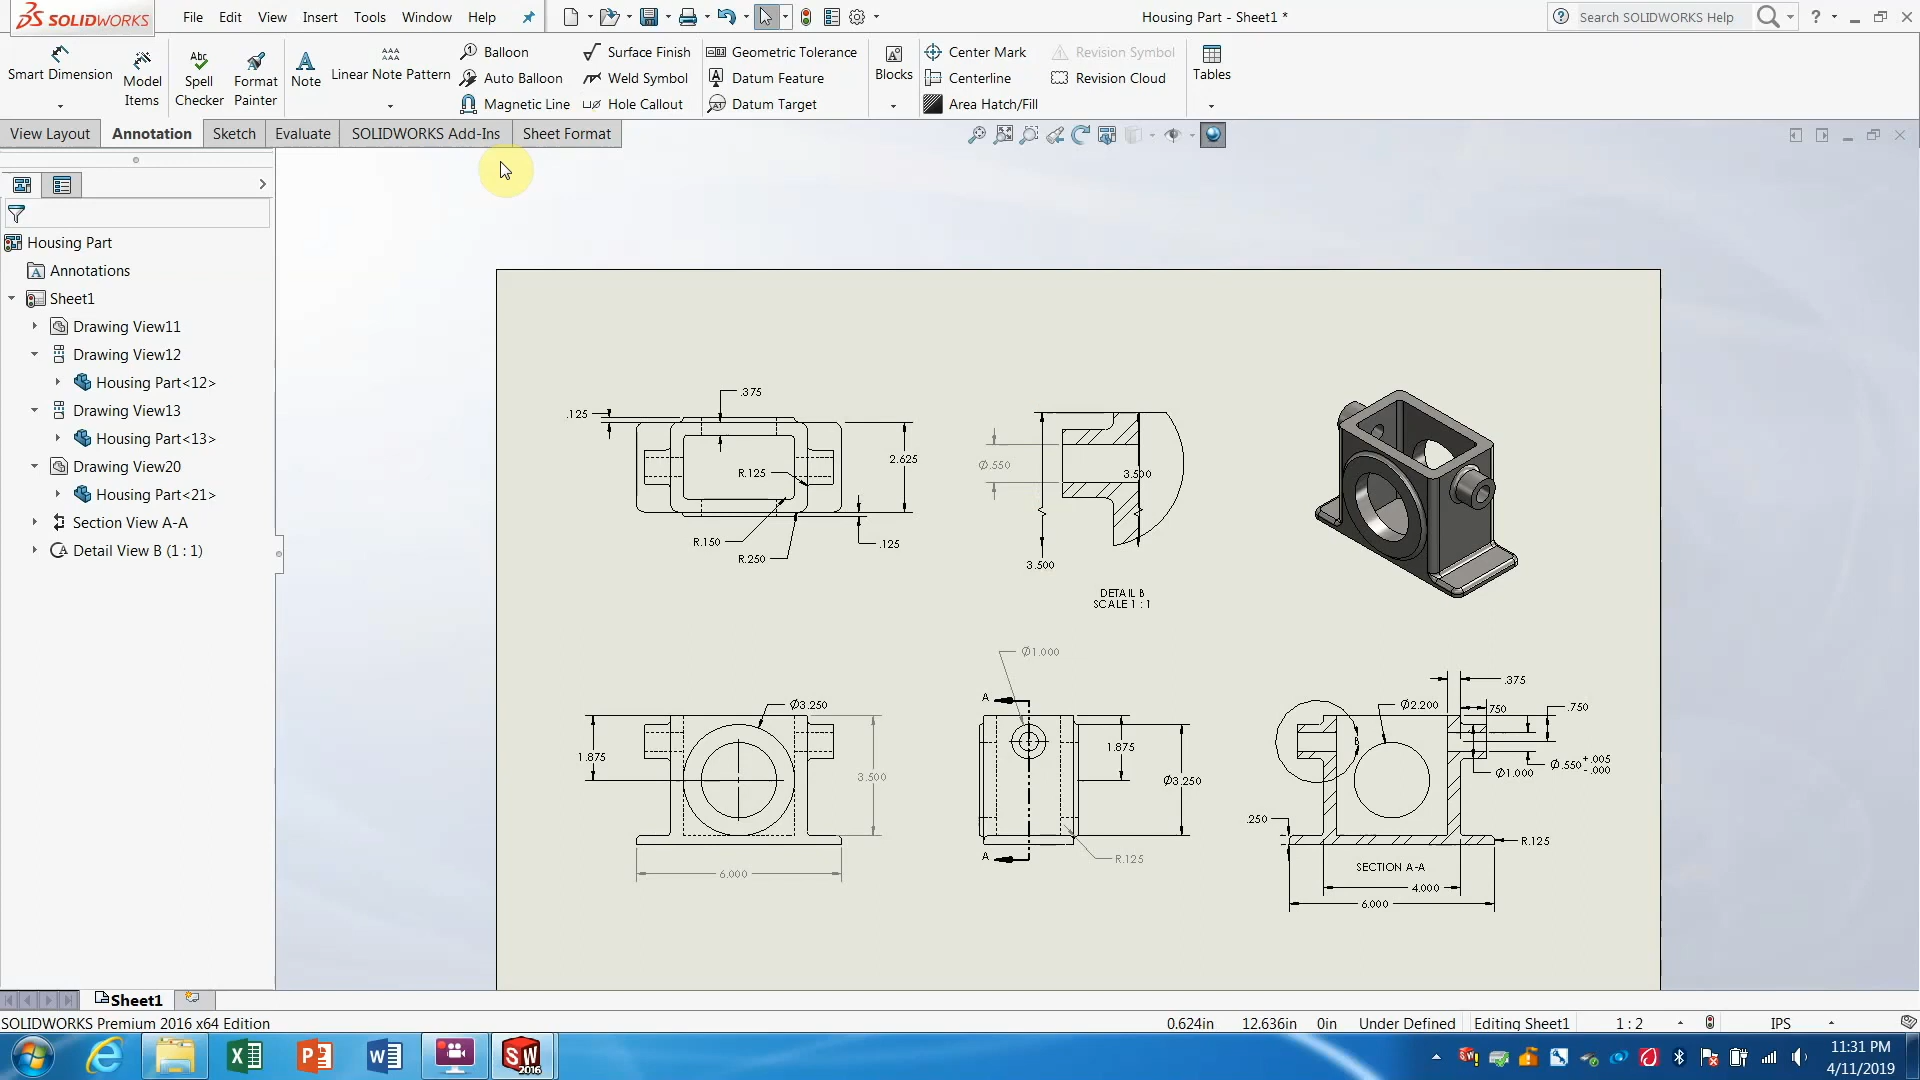 SOLIDWORKS
File Edit View Insert Tools Window Help
Housing Part - Sheet1 *
Search SOLIDWORKS Help
Smart Dimension
Model Items
Spell Checker
Format Painter
Note
Linear Note Pattern
Balloon
Auto Balloon
Magnetic Line
Surface Finish
Weld Symbol
Hole Callout
Geometric Tolerance
Datum Feature
Datum Target
Blocks
Center Mark
Centerline
Area Hatch/Fill
Revision Symbol
Revision Cloud
Tables
View Layout Annotation Sketch Evaluate SOLIDWORKS Add-Ins Sheet Format
Housing Part
Annotations
Sheet1
Drawing View11
Drawing View12
Housing Part<12>
Drawing View13
Housing Part<13>
Drawing View20
Housing Part<21>
Section View A-A
Detail View B (1 : 1)
.375
.125
2.625
R.125
R.150
R.250
.125
Ø.550
3.500
3.500
DETAIL B
SCALE 1 : 1
Ø3.250
1.875
3.500
6.000
Ø1.000
A
1.875
Ø3.250
A
R.125
.375
Ø2.200
.750
.750
B
Ø1.000
Ø.550 +.005 -.000
.250
R.125
SECTION A-A
4.000
6.000
Sheet1
SOLIDWORKS Premium 2016 x64 Edition
0.624in 12.636in 0in Under Defined Editing Sheet1 1 : 2 IPS
SW 2016
11:31 PM
4/11/2019